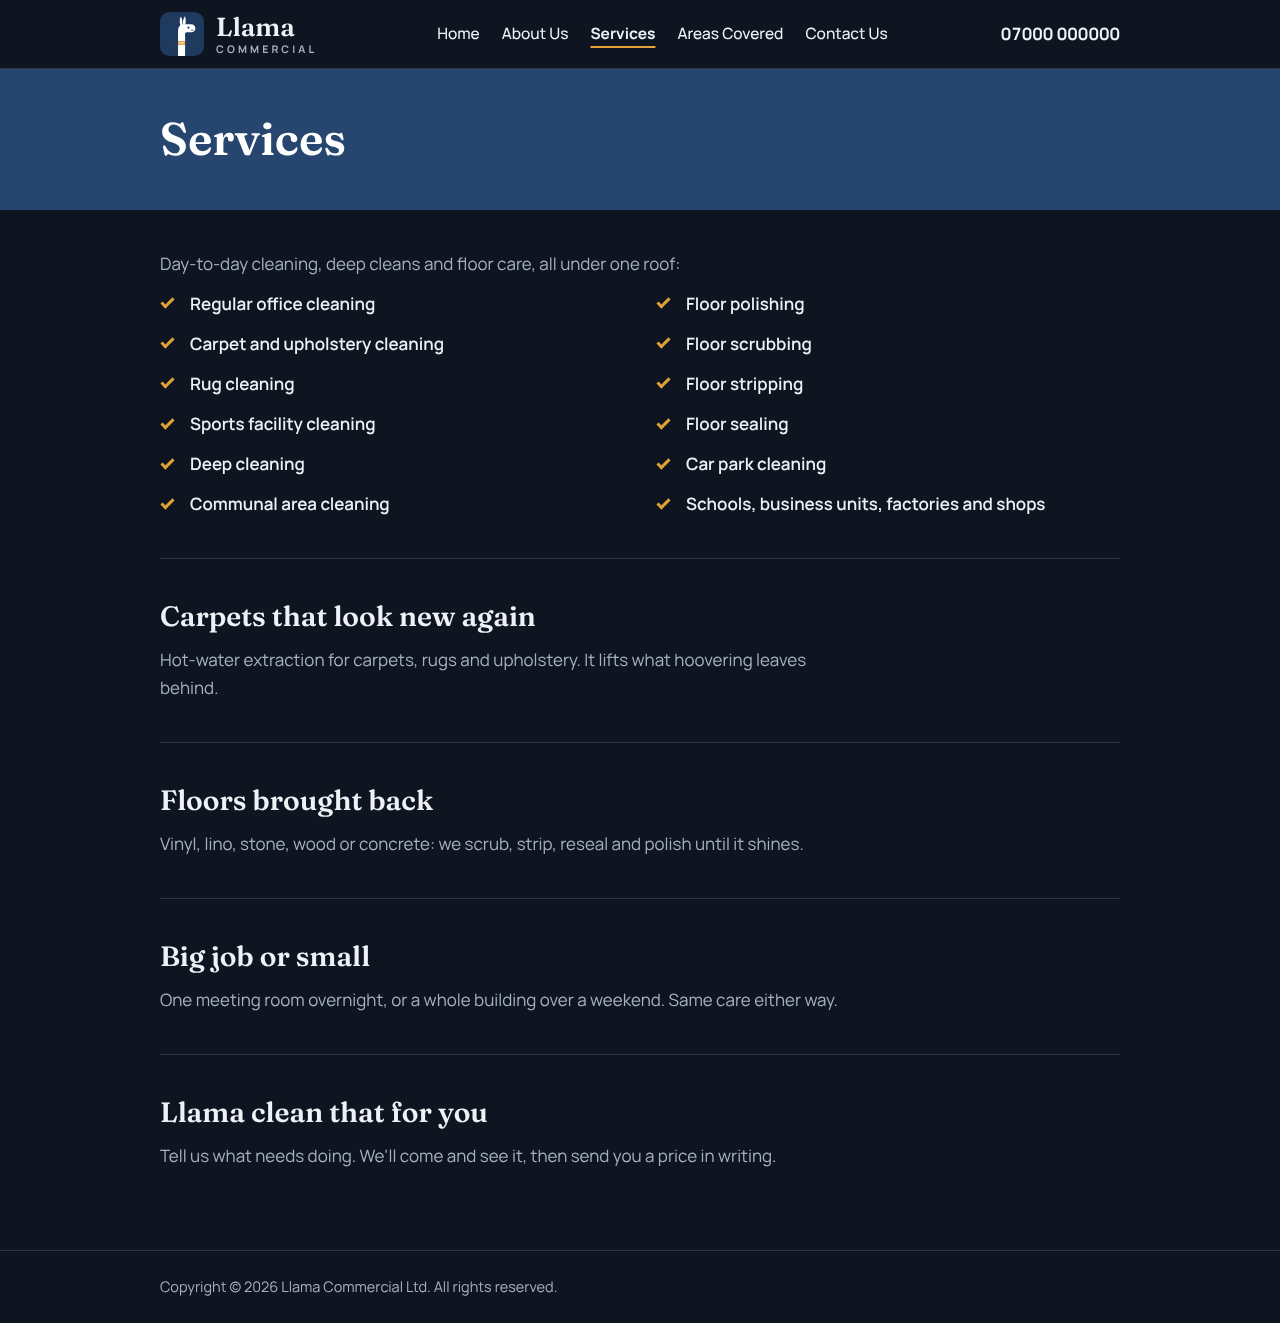 Llama
COMMERCIAL
Home About Us Services Areas Covered Contact Us
07000 000000
Services
Day-to-day cleaning, deep cleans and floor care, all under one roof:
Regular office cleaning
Carpet and upholstery cleaning
Rug cleaning
Sports facility cleaning
Deep cleaning
Communal area cleaning
Floor polishing
Floor scrubbing
Floor stripping
Floor sealing
Car park cleaning
Schools, business units, factories and shops
Carpets that look new again
Hot-water extraction for carpets, rugs and upholstery. It lifts what hoovering leaves
behind.
Floors brought back
Vinyl, lino, stone, wood or concrete: we scrub, strip, reseal and polish until it shines.
Big job or small
One meeting room overnight, or a whole building over a weekend. Same care either way.
Llama clean that for you
Tell us what needs doing. We'll come and see it, then send you a price in writing.
Copyright © 2026 Llama Commercial Ltd. All rights reserved.